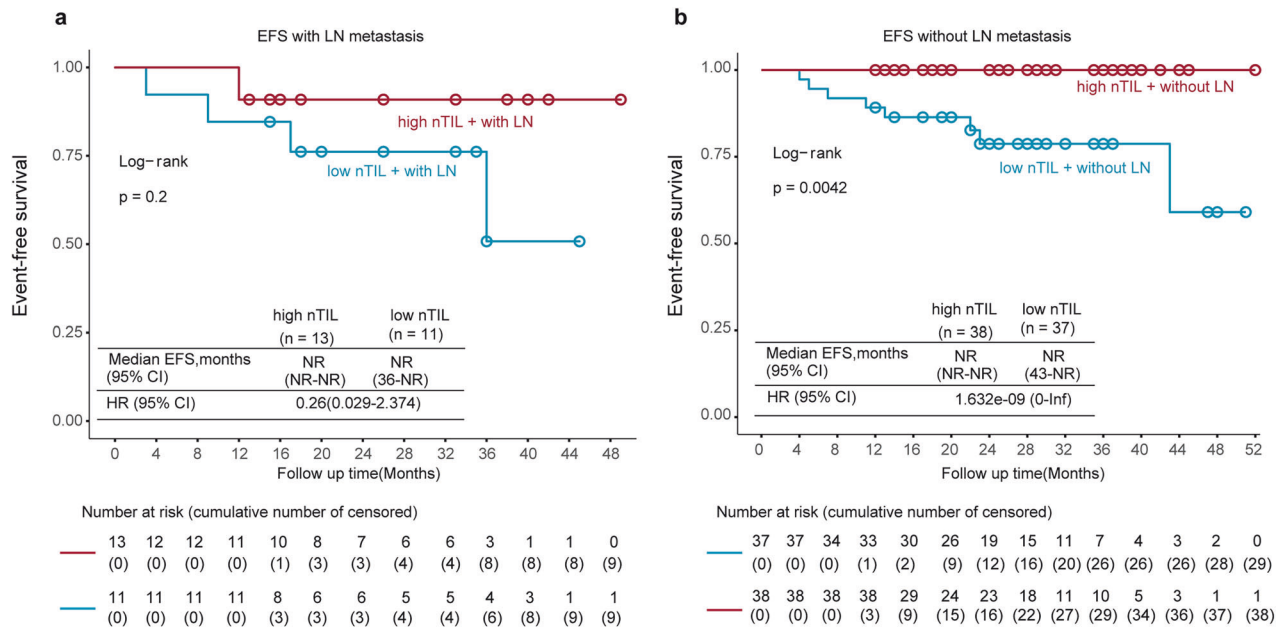 a
EFS with LN metastasis
1.00
0.75
0.50
0.25
0.00
Event-free survival
high nTIL + with LN
low nTIL + with LN
Log-rank
p = 0.2
high nTIL low nTIL
(n = 13) (n = 11)
Median EFS,months NR NR
(95% CI) (NR-NR) (36-NR)
HR (95% CI) 0.26(0.029-2.374)
0 4 8 12 16 20 24 28 32 36 40 44 48
Follow up time(Months)
Number at risk (cumulative number of censored)
13 12 12 11 10 8 7 6 6 3 1 1 0
(0) (0) (0) (0) (1) (3) (3) (4) (4) (8) (8) (8) (9)
11 11 11 11 8 6 6 5 5 4 3 1 1
(0) (0) (0) (0) (3) (3) (3) (4) (4) (6) (8) (9) (9)
b
EFS without LN metastasis
1.00
0.75
0.50
0.25
0.00
Event-free survival
high nTIL + without LN
low nTIL + without LN
Log-rank
p = 0.0042
high nTIL low nTIL
(n = 38) (n = 37)
Median EFS,months NR NR
(95% CI) (NR-NR) (43-NR)
HR (95% CI) 1.632e-09 (0-Inf)
0 4 8 12 16 20 24 28 32 36 40 44 48 52
Follow up time(Months)
Number at risk (cumulative number of censored)
37 37 34 33 30 26 19 15 11 7 4 3 2 0
(0) (0) (0) (1) (2) (9) (12) (16) (20) (26) (26) (26) (28) (29)
38 38 38 38 29 24 23 18 11 10 5 3 1 1
(0) (0) (0) (3) (9) (15) (16) (22) (27) (29) (34) (36) (37) (38)